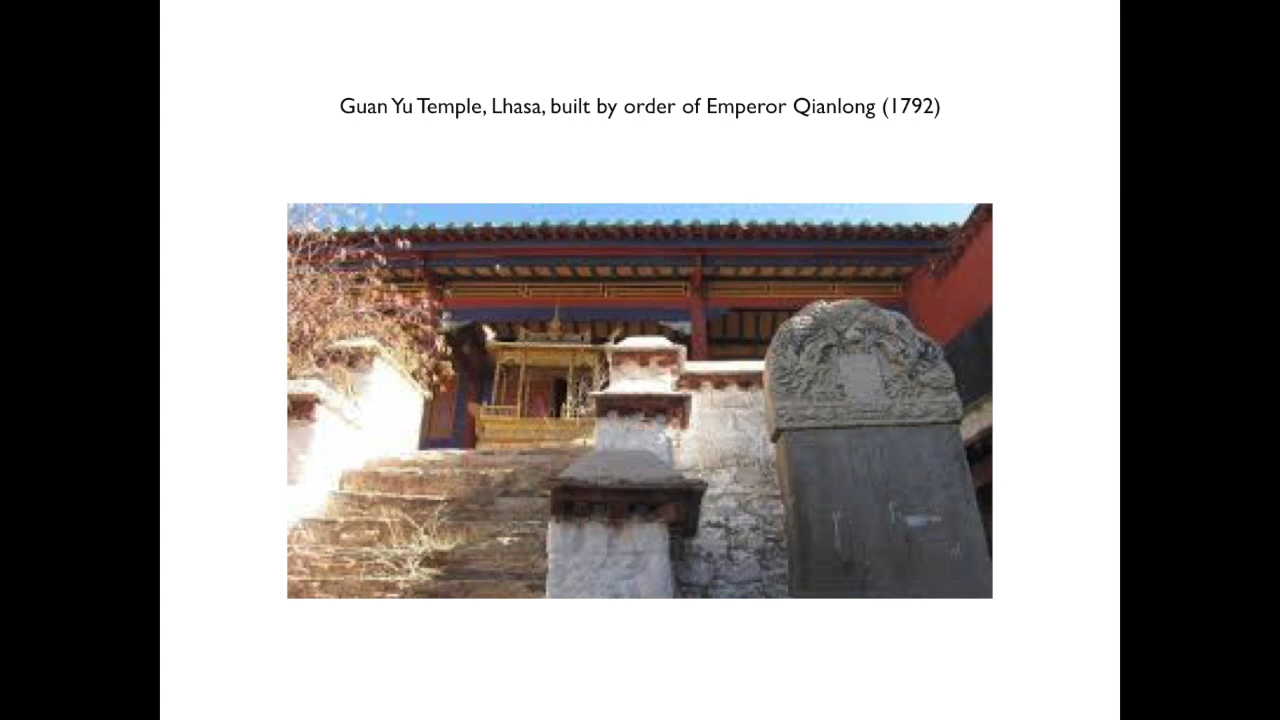 Guan Yu Temple, Lhasa, built by order of Emperor Qianlong (1792)